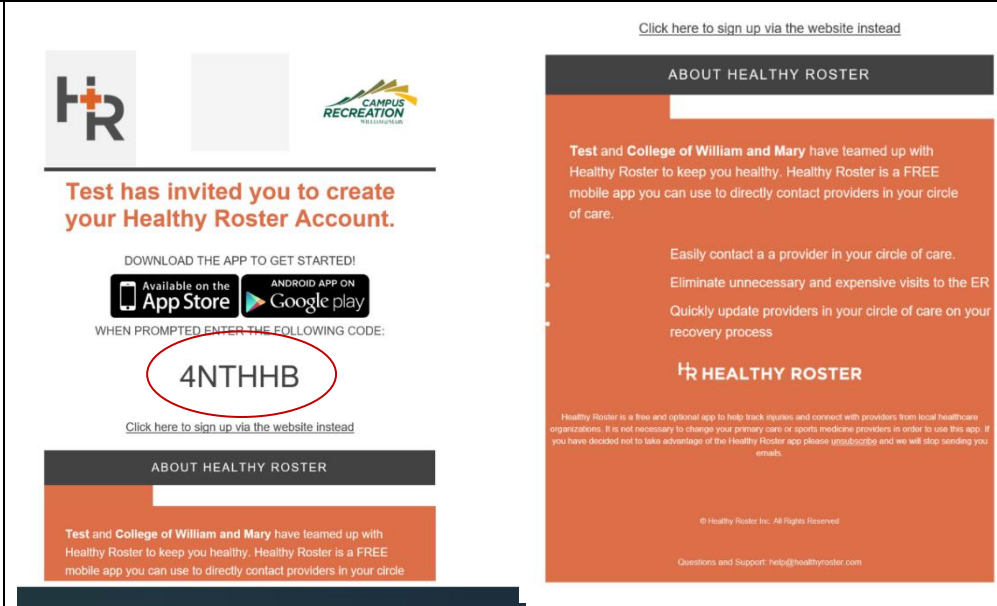 HR
CAMPUS
RECREATION
WILLIAM&MARY
Test has invited you to create
your Healthy Roster Account.
DOWNLOAD THE APP TO GET STARTED!
Available on the
App Store
ANDROID APP ON
Google play
WHEN PROMPTED ENTER THE FOLLOWING CODE:
4NTHHB
Click here to sign up via the website instead
ABOUT HEALTHY ROSTER
Test and College of William and Mary have teamed up with
Healthy Roster to keep you healthy. Healthy Roster is a FREE
mobile app you can use to directly contact providers in your circle
Click here to sign up via the website instead
ABOUT HEALTHY ROSTER
Test and College of William and Mary have teamed up with
Healthy Roster to keep you healthy. Healthy Roster is a FREE
mobile app you can use to directly contact providers in your circle
of care.
Easily contact a a provider in your circle of care.
Eliminate unnecessary and expensive visits to the ER
Quickly update providers in your circle of care on your
recovery process
HR HEALTHY ROSTER
Healthy Roster is a free and optional app to help track injuries and connect with providers from local healthcare
organizations. It is not necessary to change your primary care or sports medicine providers in order to use this app. If
you have decided not to take advantage of the Healthy Roster app please unsubscribe and we will stop sending you
emails.
© Healthy Roster Inc. All Rights Reserved
Questions and Support: help@healthyroster.com